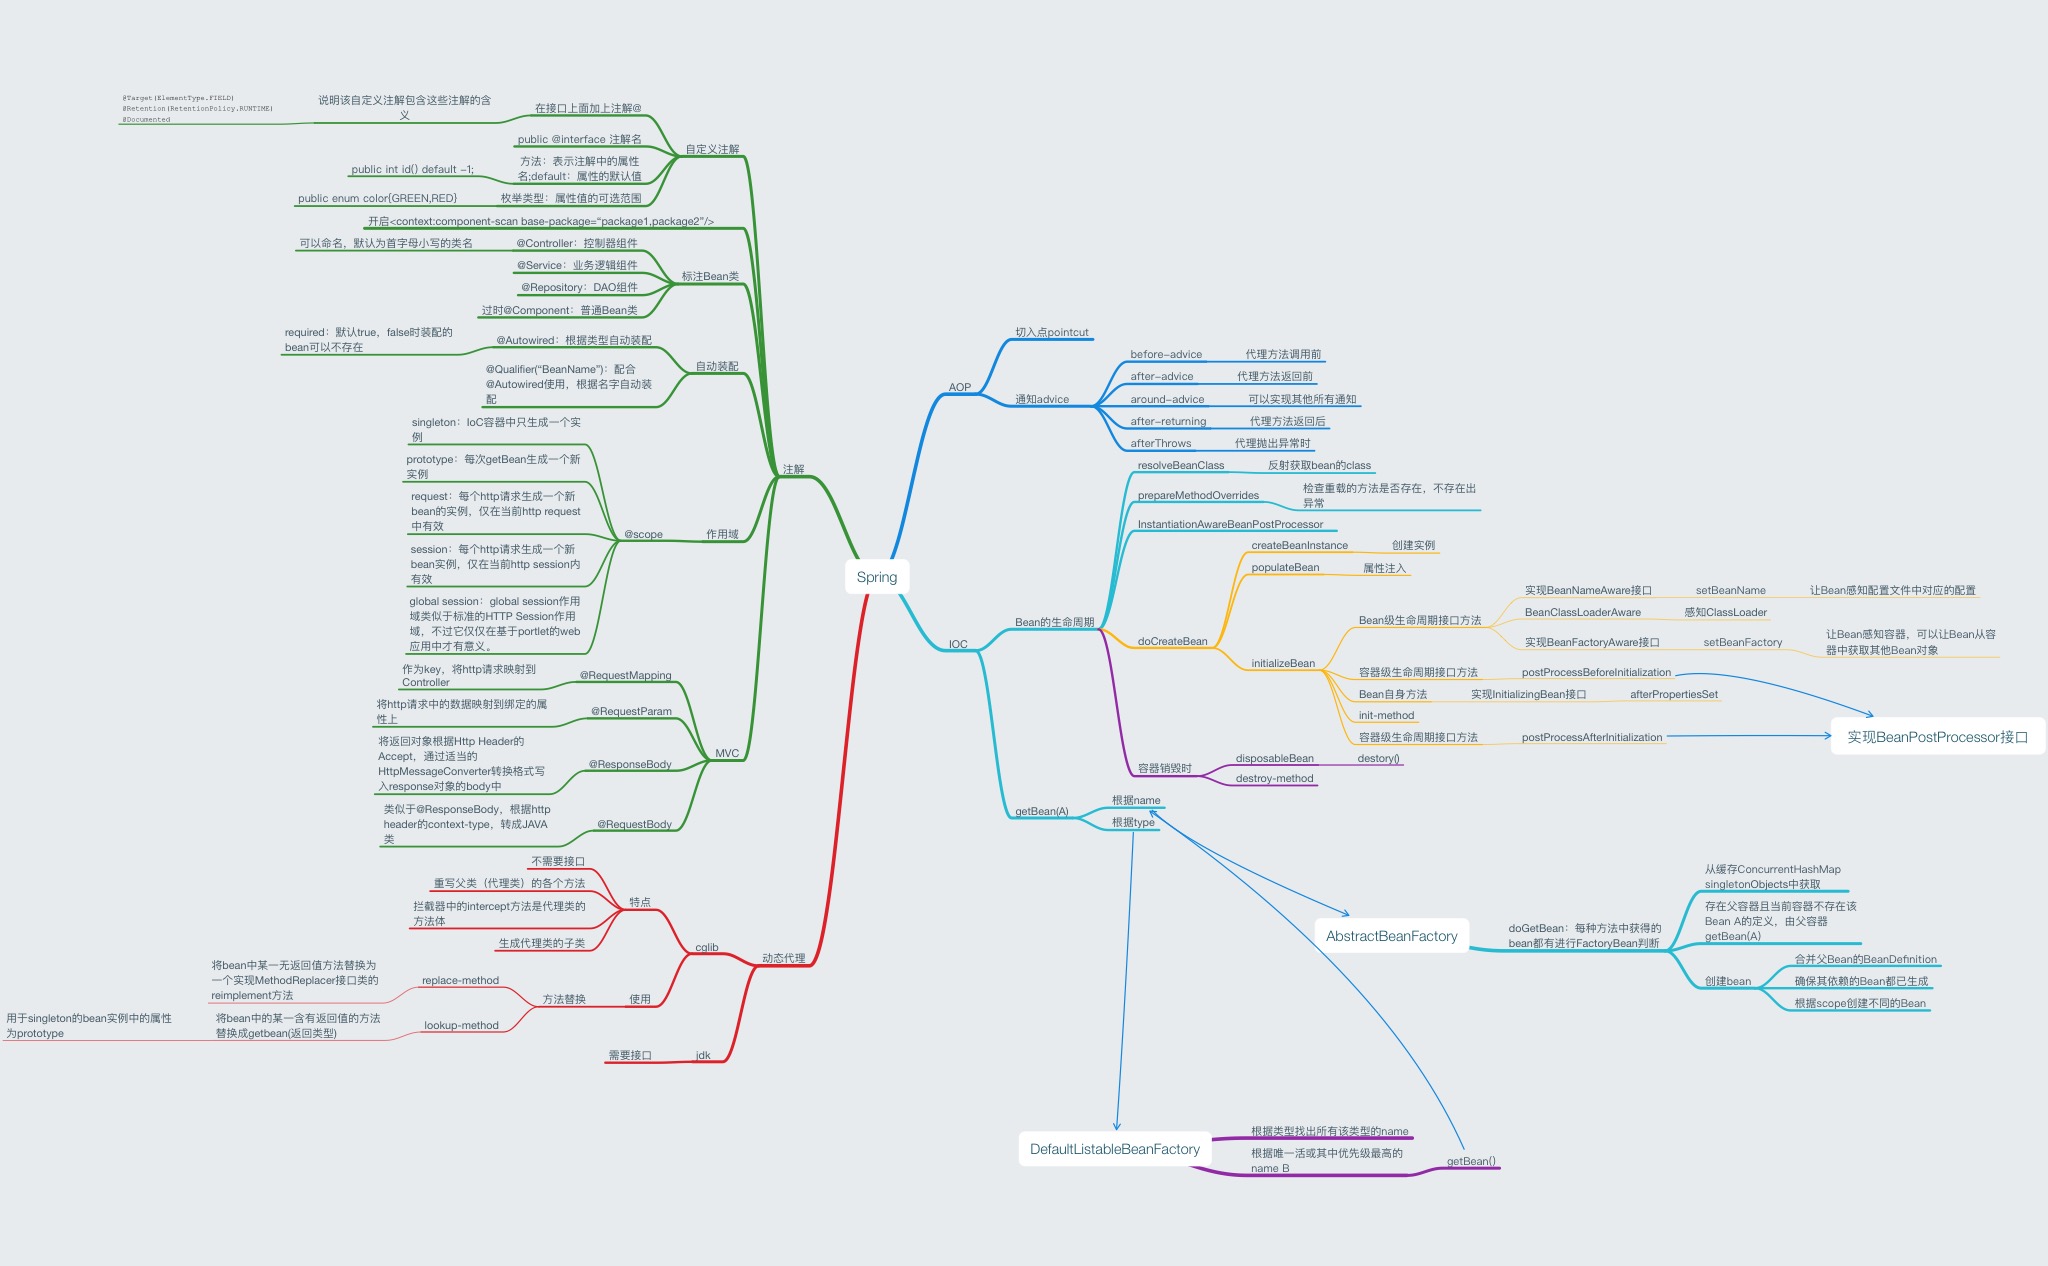 Spring
注解
自定义注解
在接口上面加上注解@
说明该自定义注解包含这些注解的含
义
@Target(ElementType.FIELD)
@Retention(RetentionPolicy.RUNTIME)
@Documented
public @interface 注解名
方法：表示注解中的属性
名;default：属性的默认值
public int id() default -1;
枚举类型：属性值的可选范围
public enum color{GREEN,RED}
开启<context:component-scan base-package="package1,package2"/>
标注Bean类
@Controller：控制器组件
可以命名，默认为首字母小写的类名
@Service：业务逻辑组件
@Repository：DAO组件
过时@Component：普通Bean类
自动装配
@Autowired：根据类型自动装配
required：默认true，false时装配的
bean可以不存在
@Qualifier("BeanName")：配合
@Autowired使用，根据名字自动装
配
作用域
@scope
singleton：IoC容器中只生成一个实
例
prototype：每次getBean生成一个新
实例
request：每个http请求生成一个新
bean的实例，仅在当前http request
中有效
session：每个http请求生成一个新
bean实例，仅在当前http session内
有效
global session：global session作用
域类似于标准的HTTP Session作用
域，不过它仅仅在基于portlet的web
应用中才有意义。
MVC
@RequestMapping
作为key，将http请求映射到
Controller
@RequestParam
将http请求中的数据映射到绑定的属
性上
@ResponseBody
将返回对象根据Http Header的
Accept，通过适当的
HttpMessageConverter转换格式写
入response对象的body中
@RequestBody
类似于@ResponseBody，根据http
header的context-type，转成JAVA
类
动态代理
cglib
特点
不需要接口
重写父类（代理类）的各个方法
拦截器中的intercept方法是代理类的
方法体
生成代理类的子类
使用
方法替换
replace-method
将bean中某一无返回值方法替换为
一个实现MethodReplacer接口类的
reimplement方法
lookup-method
将bean中的某一含有返回值的方法
替换成getbean(返回类型)
用于singleton的bean实例中的属性
为prototype
jdk
需要接口
AOP
切入点pointcut
通知advice
before-advice
代理方法调用前
after-advice
代理方法返回前
around-advice
可以实现其他所有通知
after-returning
代理方法返回后
afterThrows
代理抛出异常时
IOC
Bean的生命周期
resolveBeanClass
反射获取bean的class
prepareMethodOverrides
检查重载的方法是否存在，不存在出
异常
InstantiationAwareBeanPostProcessor
doCreateBean
createBeanInstance
创建实例
populateBean
属性注入
initializeBean
Bean级生命周期接口方法
实现BeanNameAware接口
setBeanName
让Bean感知配置文件中对应的配置
BeanClassLoaderAware
感知ClassLoader
实现BeanFactoryAware接口
setBeanFactory
让Bean感知容器，可以让Bean从容
器中获取其他Bean对象
容器级生命周期接口方法
postProcessBeforeInitialization
Bean自身方法
实现InitializingBean接口
afterPropertiesSet
init-method
容器级生命周期接口方法
postProcessAfterInitialization
实现BeanPostProcessor接口
容器销毁时
disposableBean
destory()
destroy-method
getBean(A)
根据name
根据type
AbstractBeanFactory
doGetBean：每种方法中获得的
bean都有进行FactoryBean判断
从缓存ConcurrentHashMap
singletonObjects中获取
存在父容器且当前容器不存在该
Bean A的定义，由父容器
getBean(A)
创建bean
合并父Bean的BeanDefinition
确保其依赖的Bean都已生成
根据scope创建不同的Bean
DefaultListableBeanFactory
根据类型找出所有该类型的name
根据唯一活或其中优先级最高的
name B
getBean()